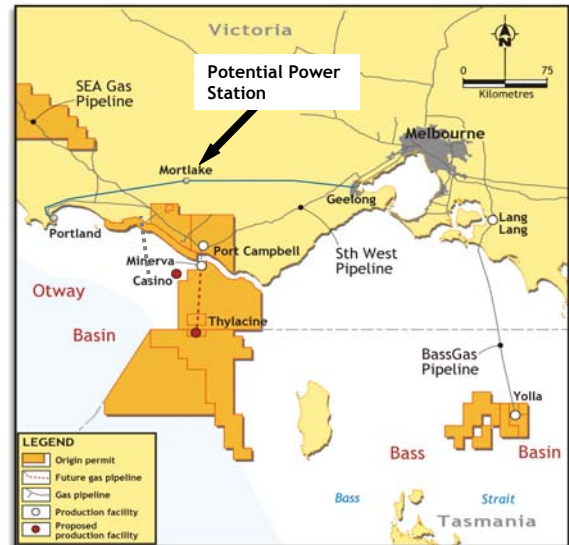 Victoria
N
Potential Power
Station
0 75
Kilometres
SEA Gas
Pipeline
Melbourne
Mortlake
Geelong
Lang
Lang
Portland
Port Campbell
Minerva
Casino
Sth West
Pipeline
Otway
Basin
Thylacine
BassGas
Pipeline
Yolla
Bass Basin
LEGEND
Origin permit
Future gas pipeline
Gas pipeline
Production facility
Proposed
production facility
Bass Strait
Tasmania